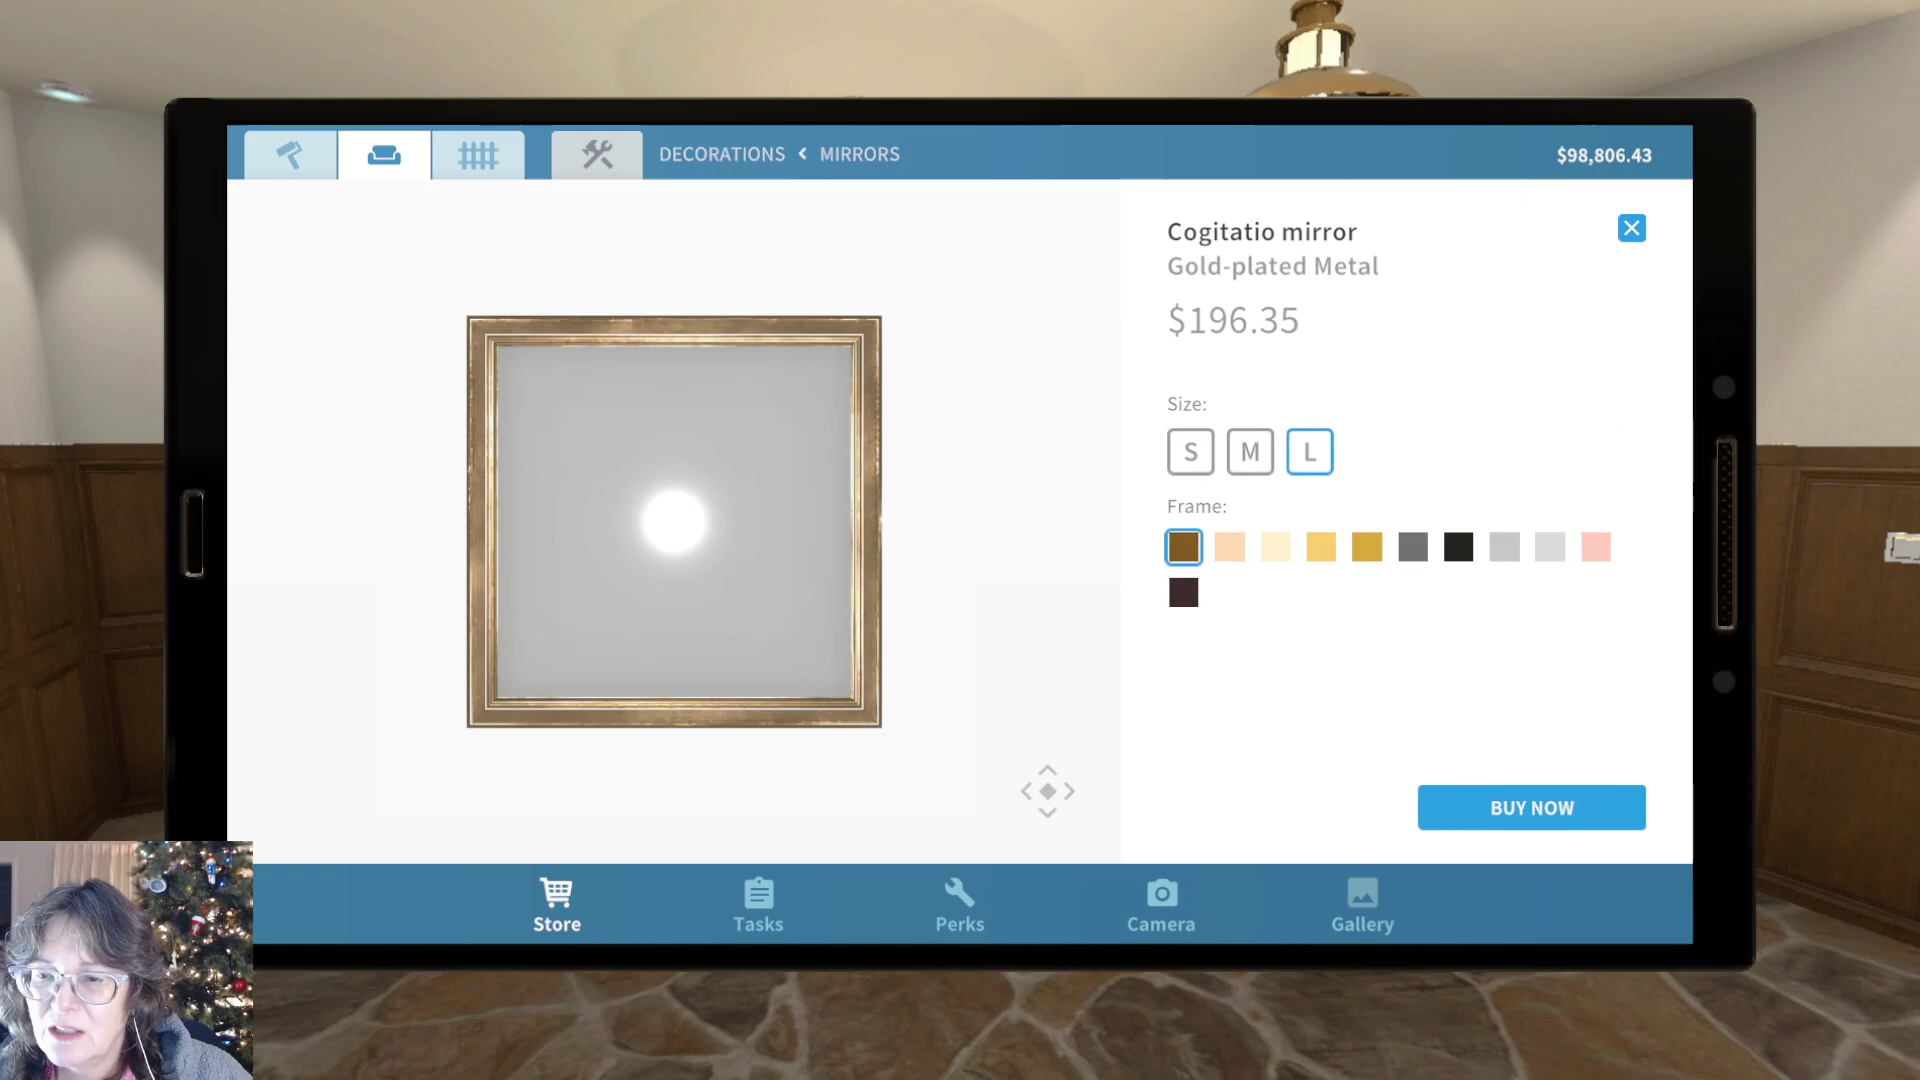 DECORATIONS < MIRRORS
$98,806.43
Cogitatio mirror
Gold-plated Metal
$196.35
Size:
S M L
Frame:
BUY NOW
Store Tasks Perks Camera Gallery